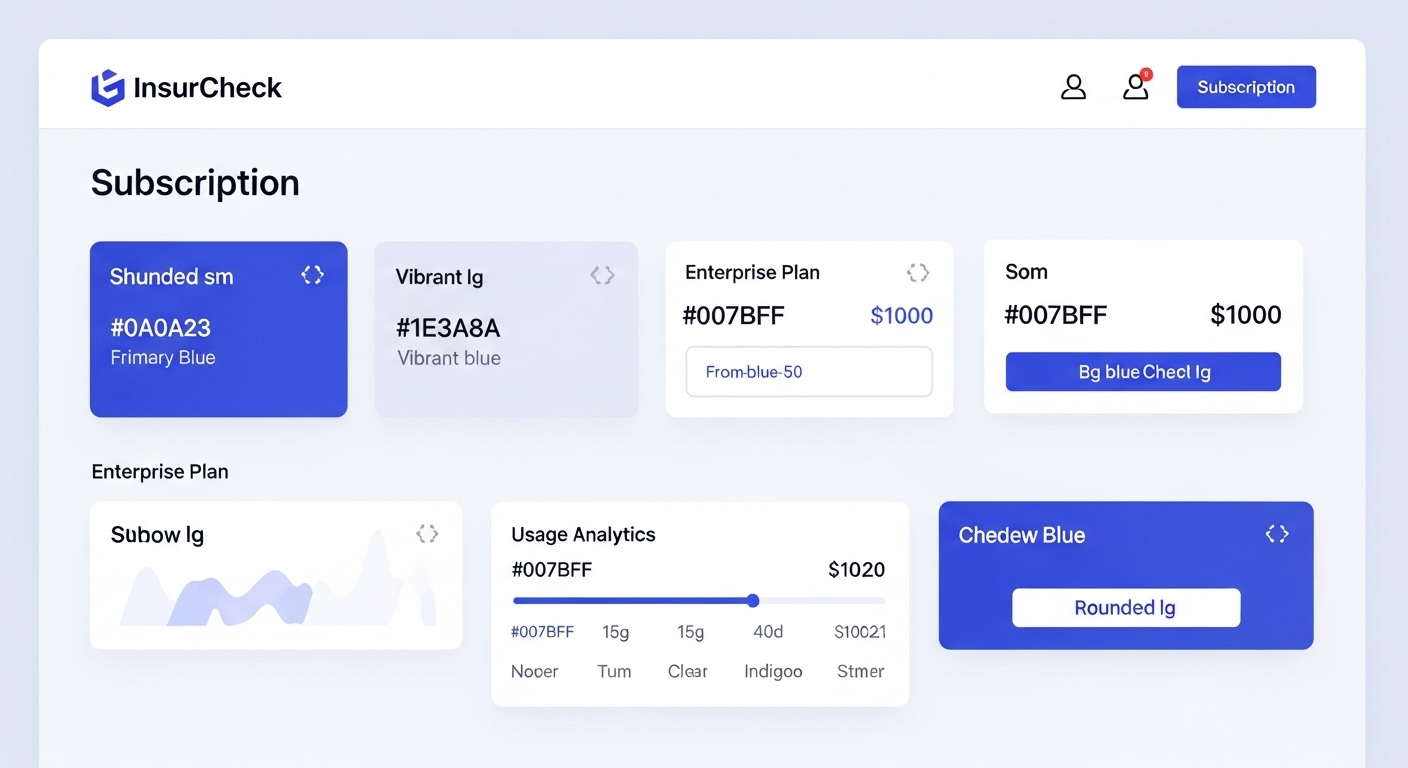 InsurCheck
Subscription
Subscription
Shunded sm
#0A0A23
Frimary Blue
Vibrant lg
#1E3A8A
Vibrant blue
Enterprise Plan
#007BFF $1000
From-blue-50
Som
#007BFF $1000
Bg blue Checl lg
Enterprise Plan
Subow lg
Usage Analytics
#007BFF $1020
#007BFF 15g 15g 40d $10021
Nooer Tum Clear Indigoo Stmer
Chedew Blue
Rounded lg